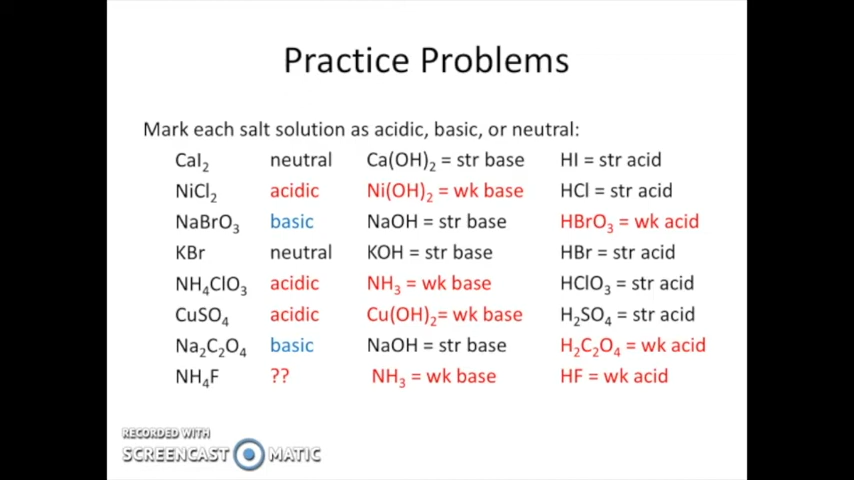 Practice Problems
Mark each salt solution as acidic, basic, or neutral:
CaI₂ neutral Ca(OH)₂ = str base HI = str acid
NiCl₂ acidic Ni(OH)₂ = wk base HCl = str acid
NaBrO₃ basic NaOH = str base HBrO₃ = wk acid
KBr neutral KOH = str base HBr = str acid
NH₄ClO₃ acidic NH₃ = wk base HClO₃ = str acid
CuSO₄ acidic Cu(OH)₂= wk base H₂SO₄ = str acid
Na₂C₂O₄ basic NaOH = str base H₂C₂O₄ = wk acid
NH₄F ?? NH₃ = wk base HF = wk acid
RECORDED WITH
SCREENCAST MATIC